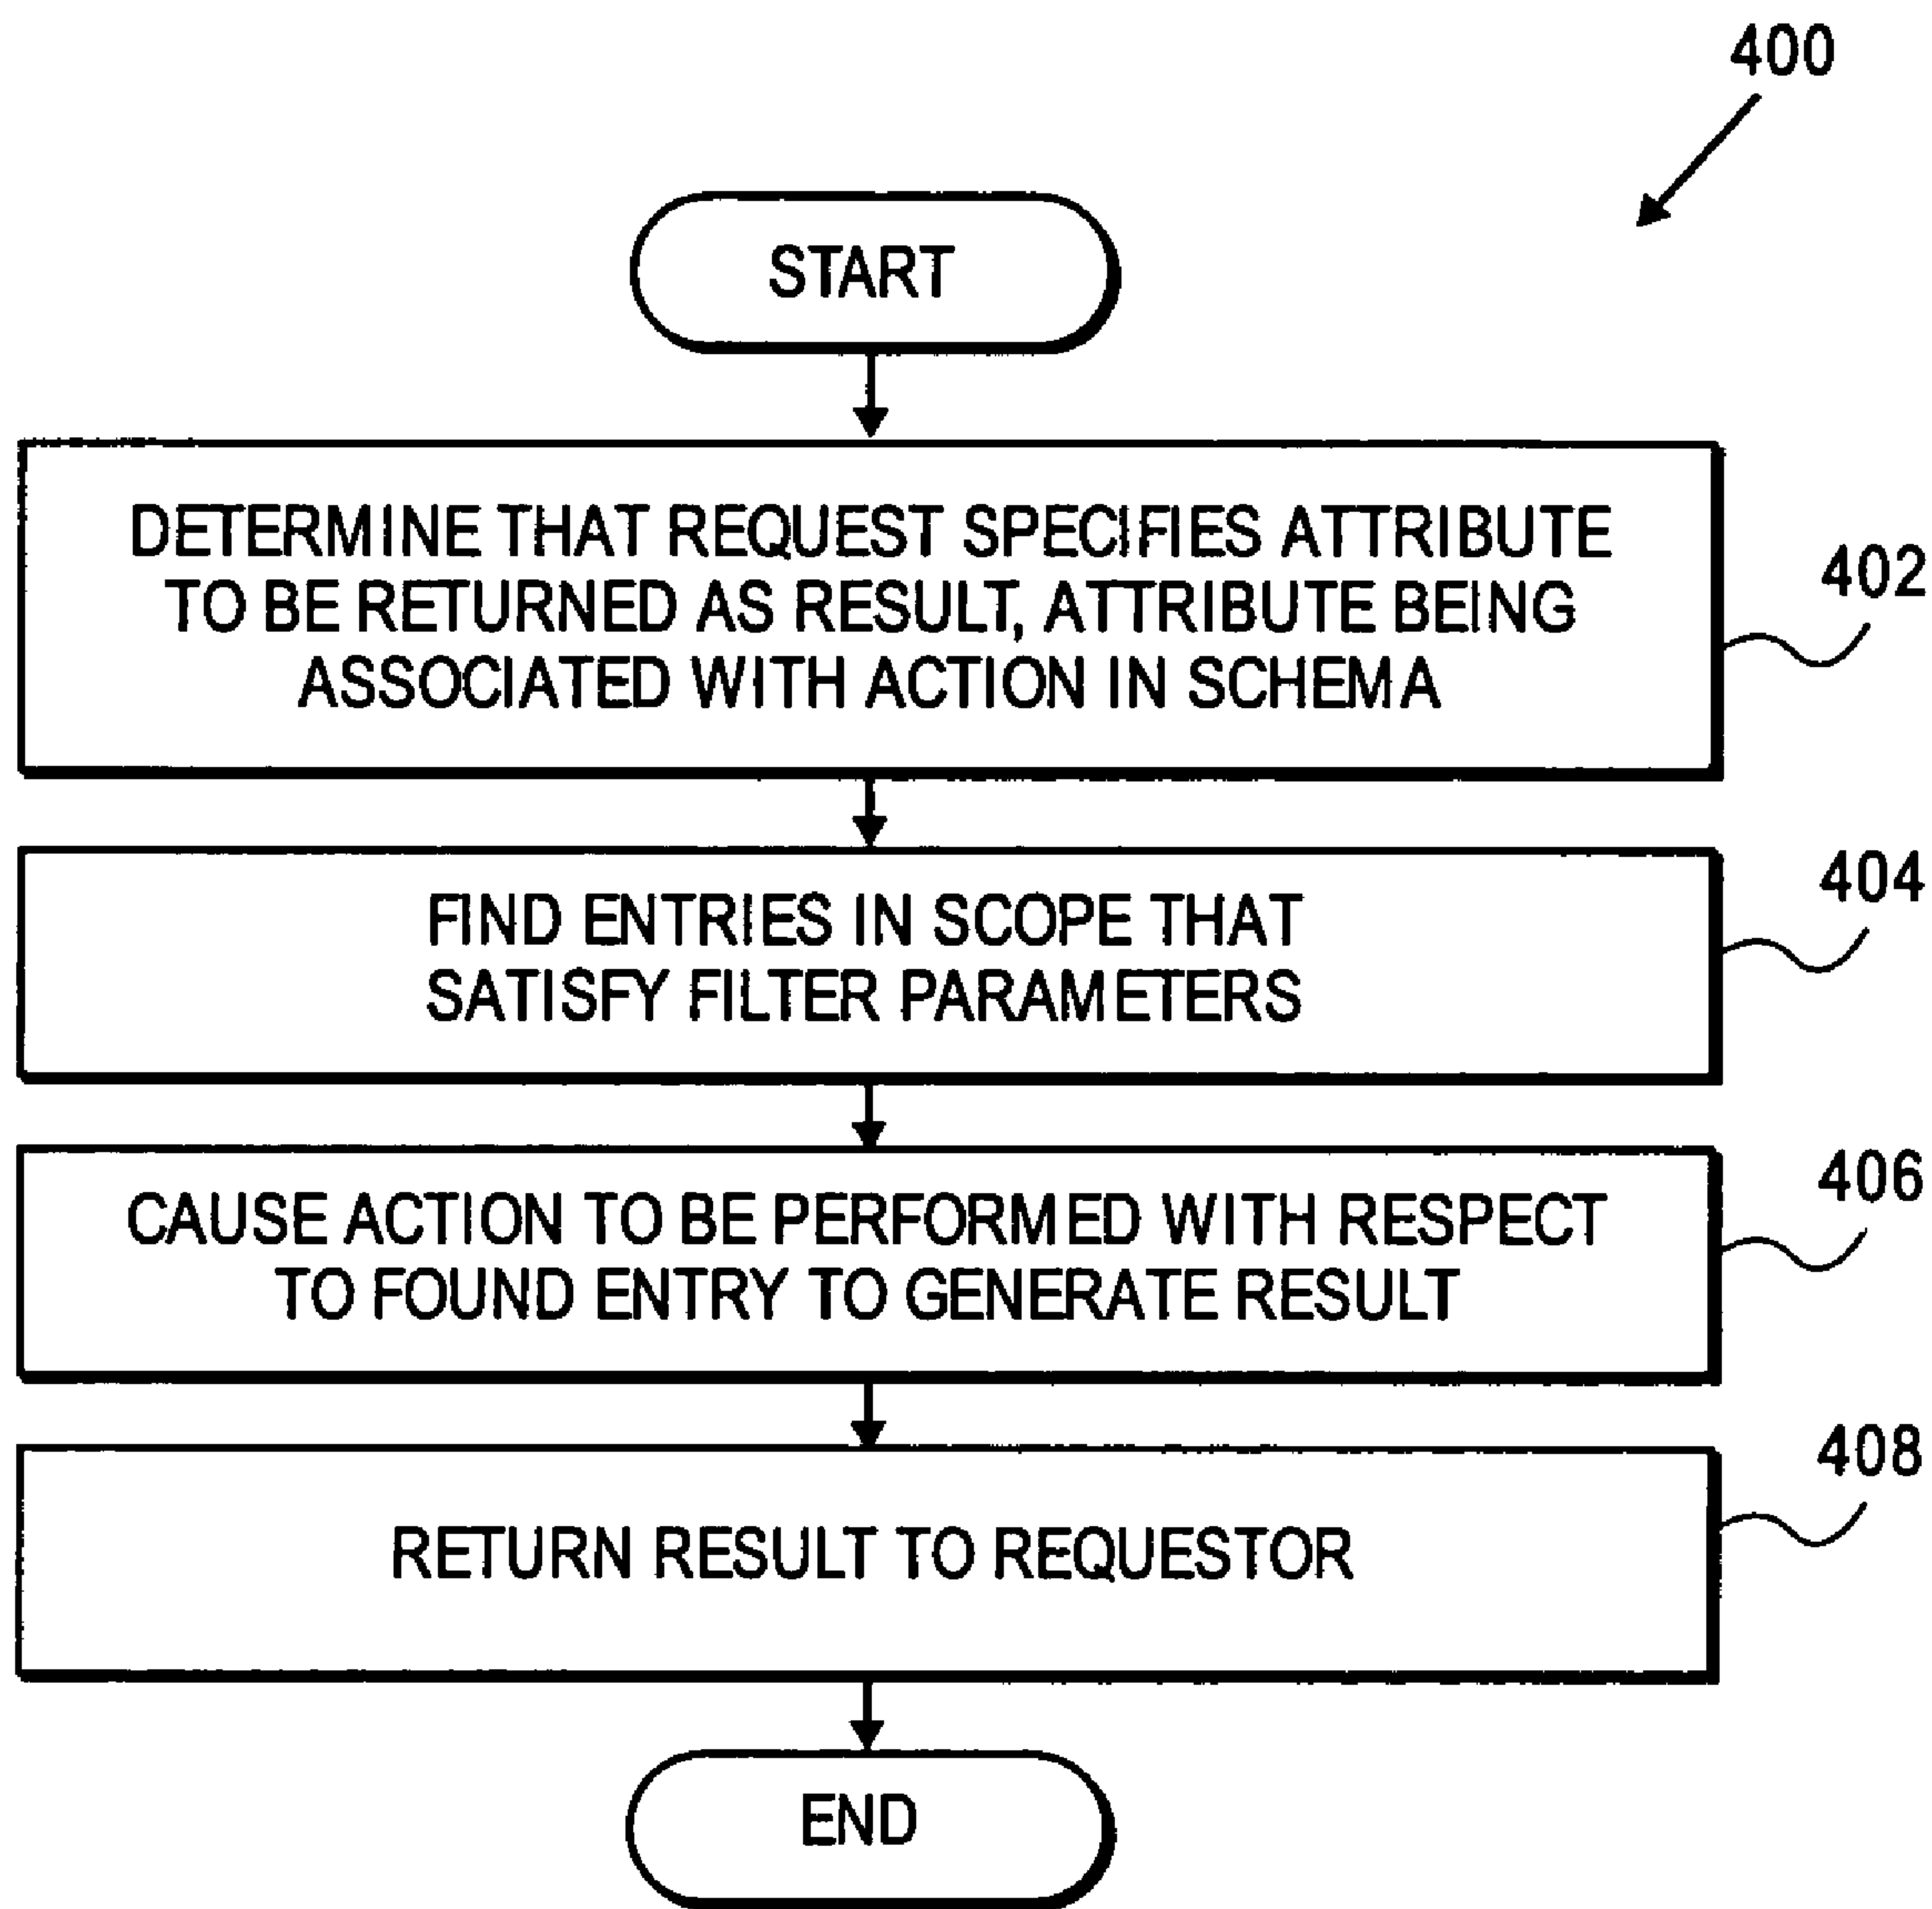 400
START
DETERMINE THAT REQUEST SPECIFIES ATTRIBUTE
TO BE RETURNED AS RESULT, ATTRIBUTE BEING
ASSOCIATED WITH ACTION IN SCHEMA
402
FIND ENTRIES IN SCOPE THAT
SATISFY FILTER PARAMETERS
404
CAUSE ACTION TO BE PERFORMED WITH RESPECT
TO FOUND ENTRY TO GENERATE RESULT
406
RETURN RESULT TO REQUESTOR
408
END